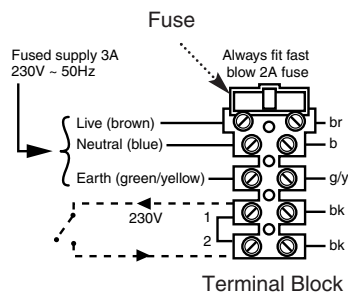 Fuse
Fused supply 3A
230V ~ 50Hz
Always fit fast
blow 2A fuse
Live (brown)
br
Neutral (blue)
b
Earth (green/yellow)
g/y
230V
1
bk
2
bk
Terminal Block